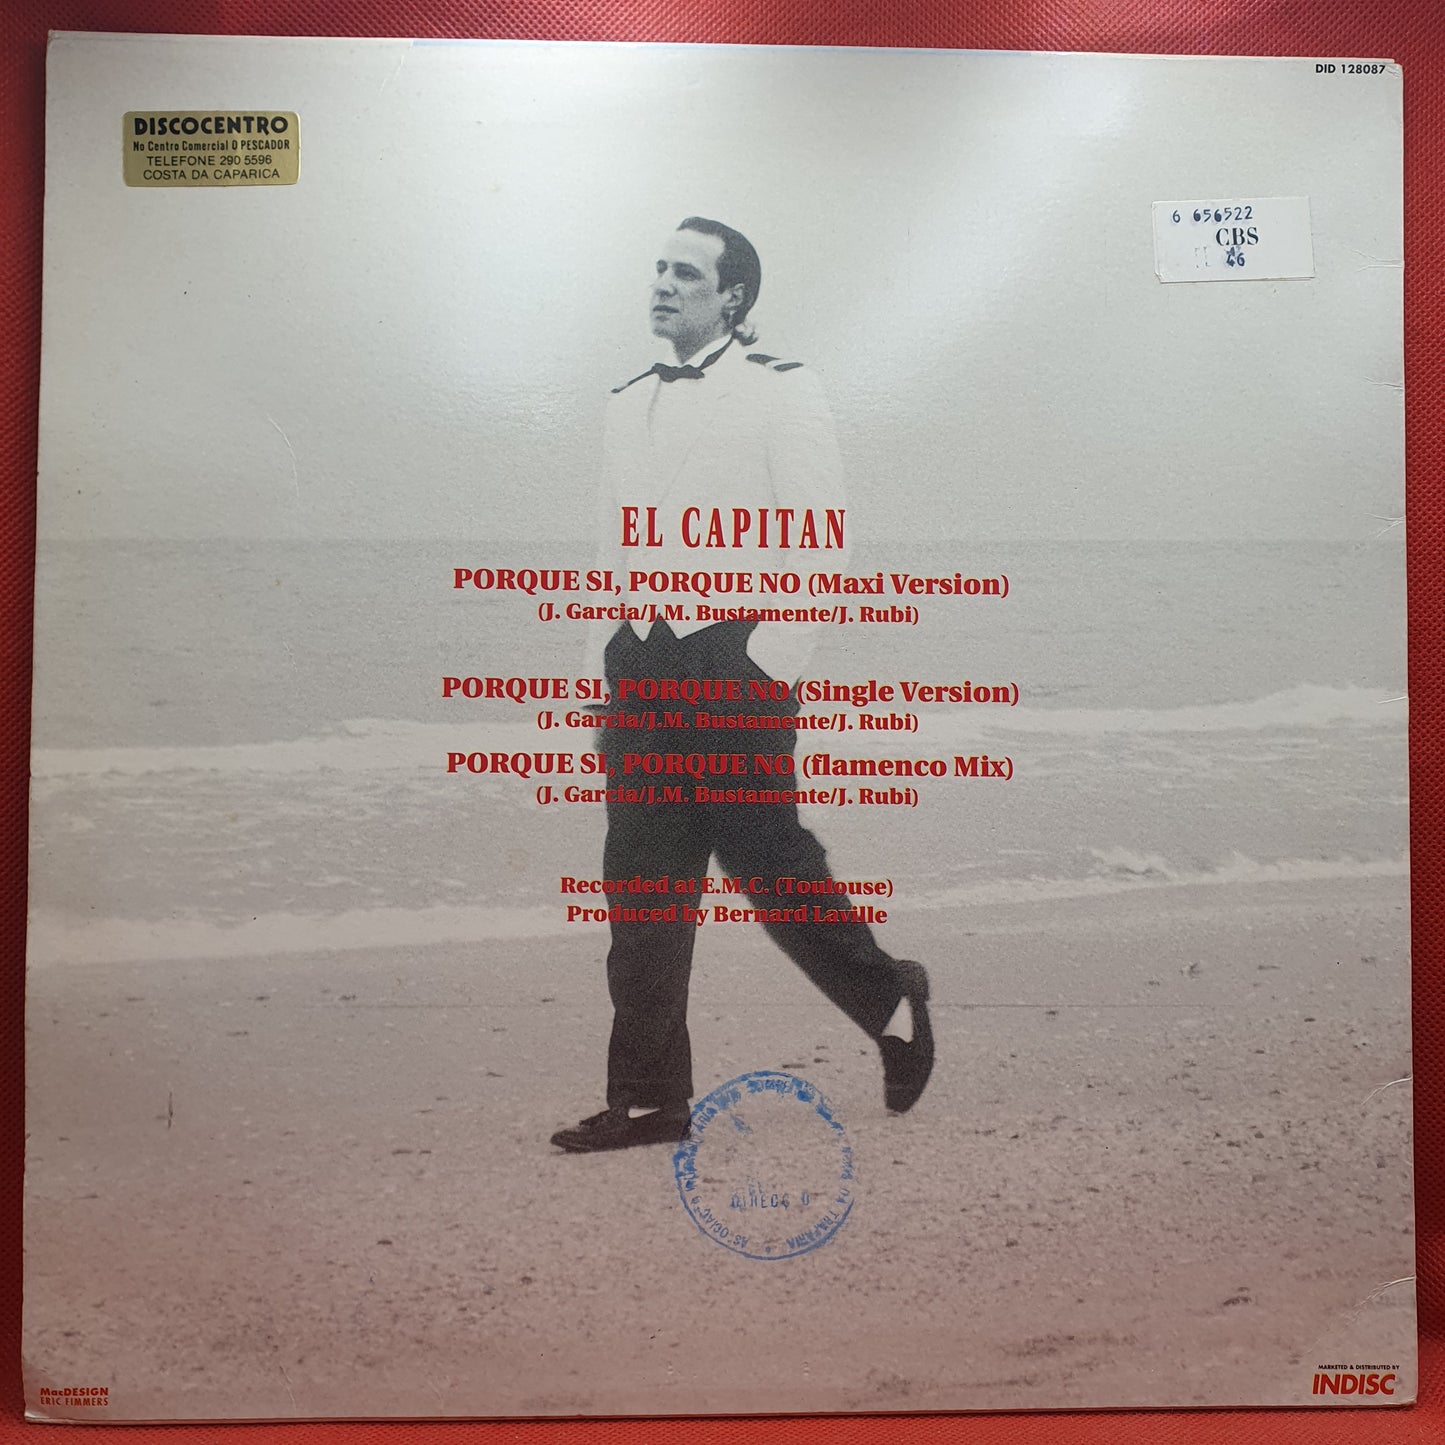 DID 128087
DISCOCENTRO
No Centro Comercial O PESCADOR
TELEFONE 290 5596
COSTA DA CAPARICA
6 656522
CBS
46
EL CAPITAN
PORQUE SI, PORQUE NO (Maxi Version)
(J. Garcia/J.M. Bustamente/J. Rubi)
PORQUE SI, PORQUE NO (Single Version)
(J. Garcia/J.M. Bustamente/J. Rubi)
PORQUE SI, PORQUE NO (flamenco Mix)
(J. Garcia/J.M. Bustamente/J. Rubi)
Recorded at E.M.C. (Toulouse)
Produced by Bernard Laville
DA TRAFARIA
MacDESIGN
ERIC FIMMERS
MARKETED & DISTRIBUTED BY
INDISC